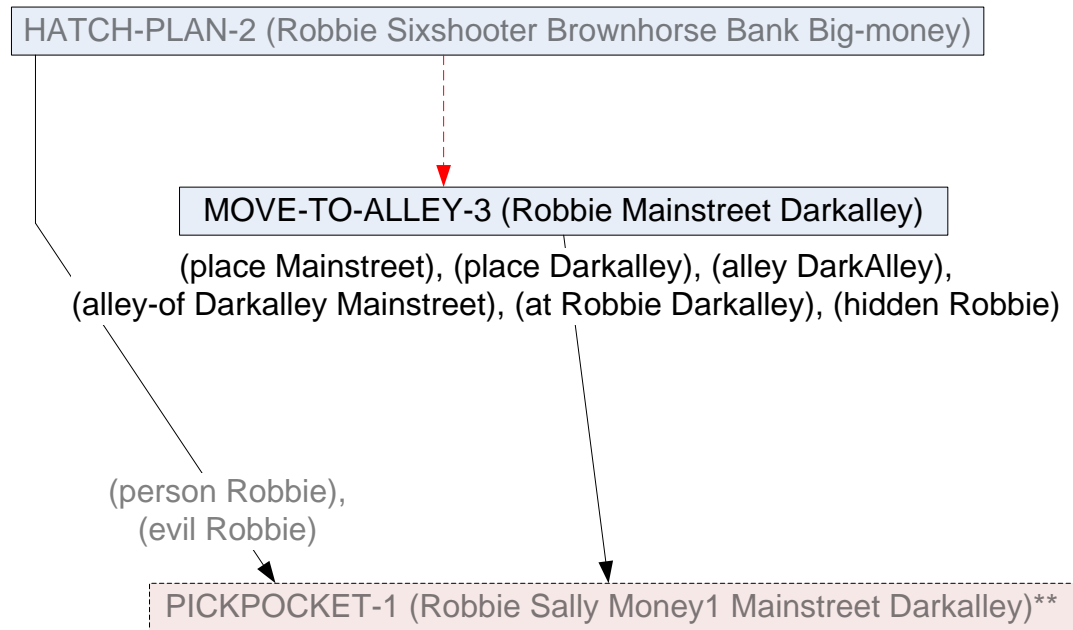 HATCH-PLAN-2 (Robbie Sixshooter Brownhorse Bank Big-money)
MOVE-TO-ALLEY-3 (Robbie Mainstreet Darkalley)
(place Mainstreet), (place Darkalley), (alley DarkAlley),
(alley-of Darkalley Mainstreet), (at Robbie Darkalley), (hidden Robbie)
(person Robbie),
(evil Robbie)
PICKPOCKET-1 (Robbie Sally Money1 Mainstreet Darkalley)**